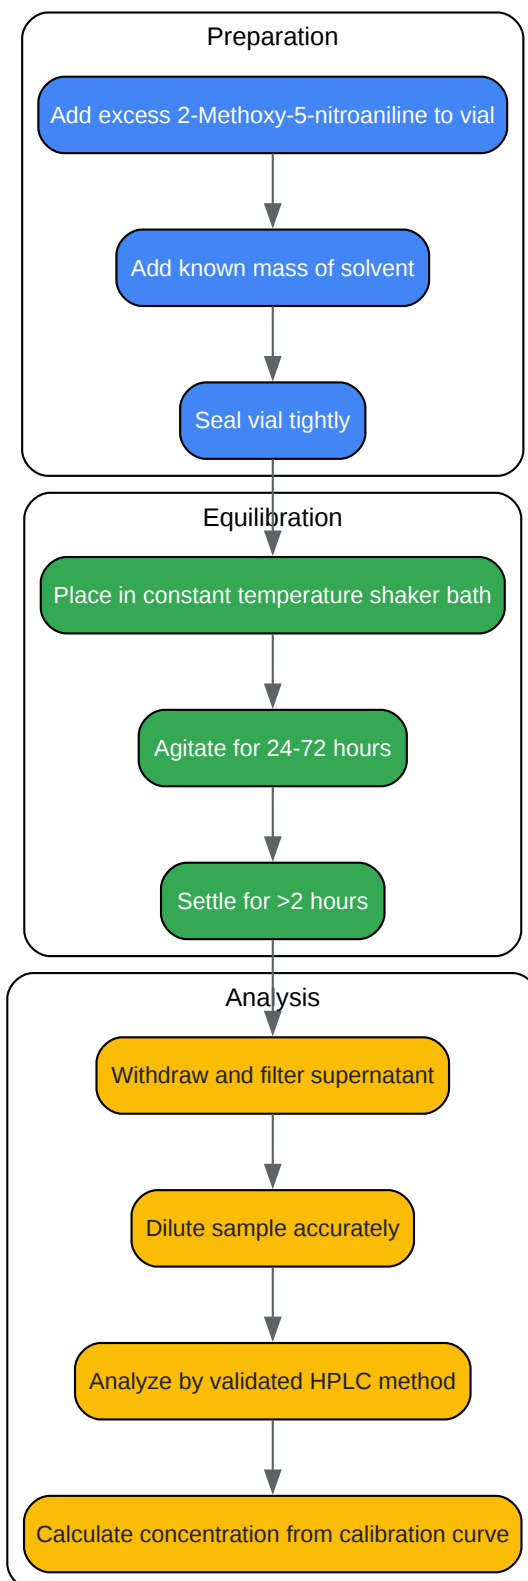 Preparation
Add excess 2-Methoxy-5-nitroaniline to vial
Add known mass of solvent
Seal vial tightly
Equilibration
Place in constant temperature shaker bath
Agitate for 24-72 hours
Settle for >2 hours
Analysis
Withdraw and filter supernatant
Dilute sample accurately
Analyze by validated HPLC method
Calculate concentration from calibration curve